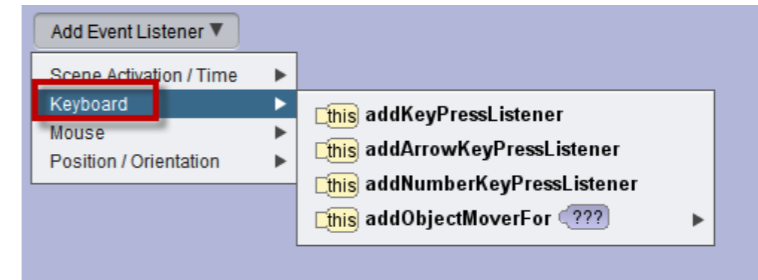 Add Event Listener ▼
Scene Activation / Time ▶
Keyboard ▶
Mouse ▶
Position / Orientation ▶
this addKeyPressListener
this addArrowKeyPressListener
this addNumberKeyPressListener
this addObjectMoverFor ??? ▶